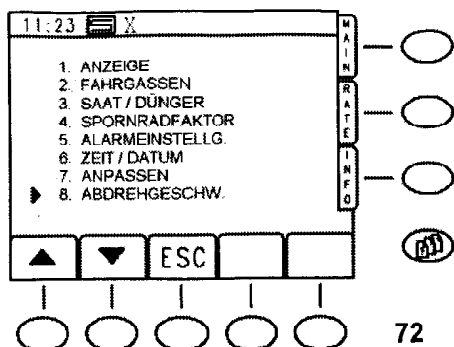 11:23 X
1. ANZEIGE
2. FAHRGASSEN
3. SAAT / DÜNGER
4. SPORNRADFAKTOR
5. ALARMEINSTELLG.
6. ZEIT / DATUM
7. ANPASSEN
8. ABDREHGESCHW.
MAIN
RATE
INFO
ESC
72